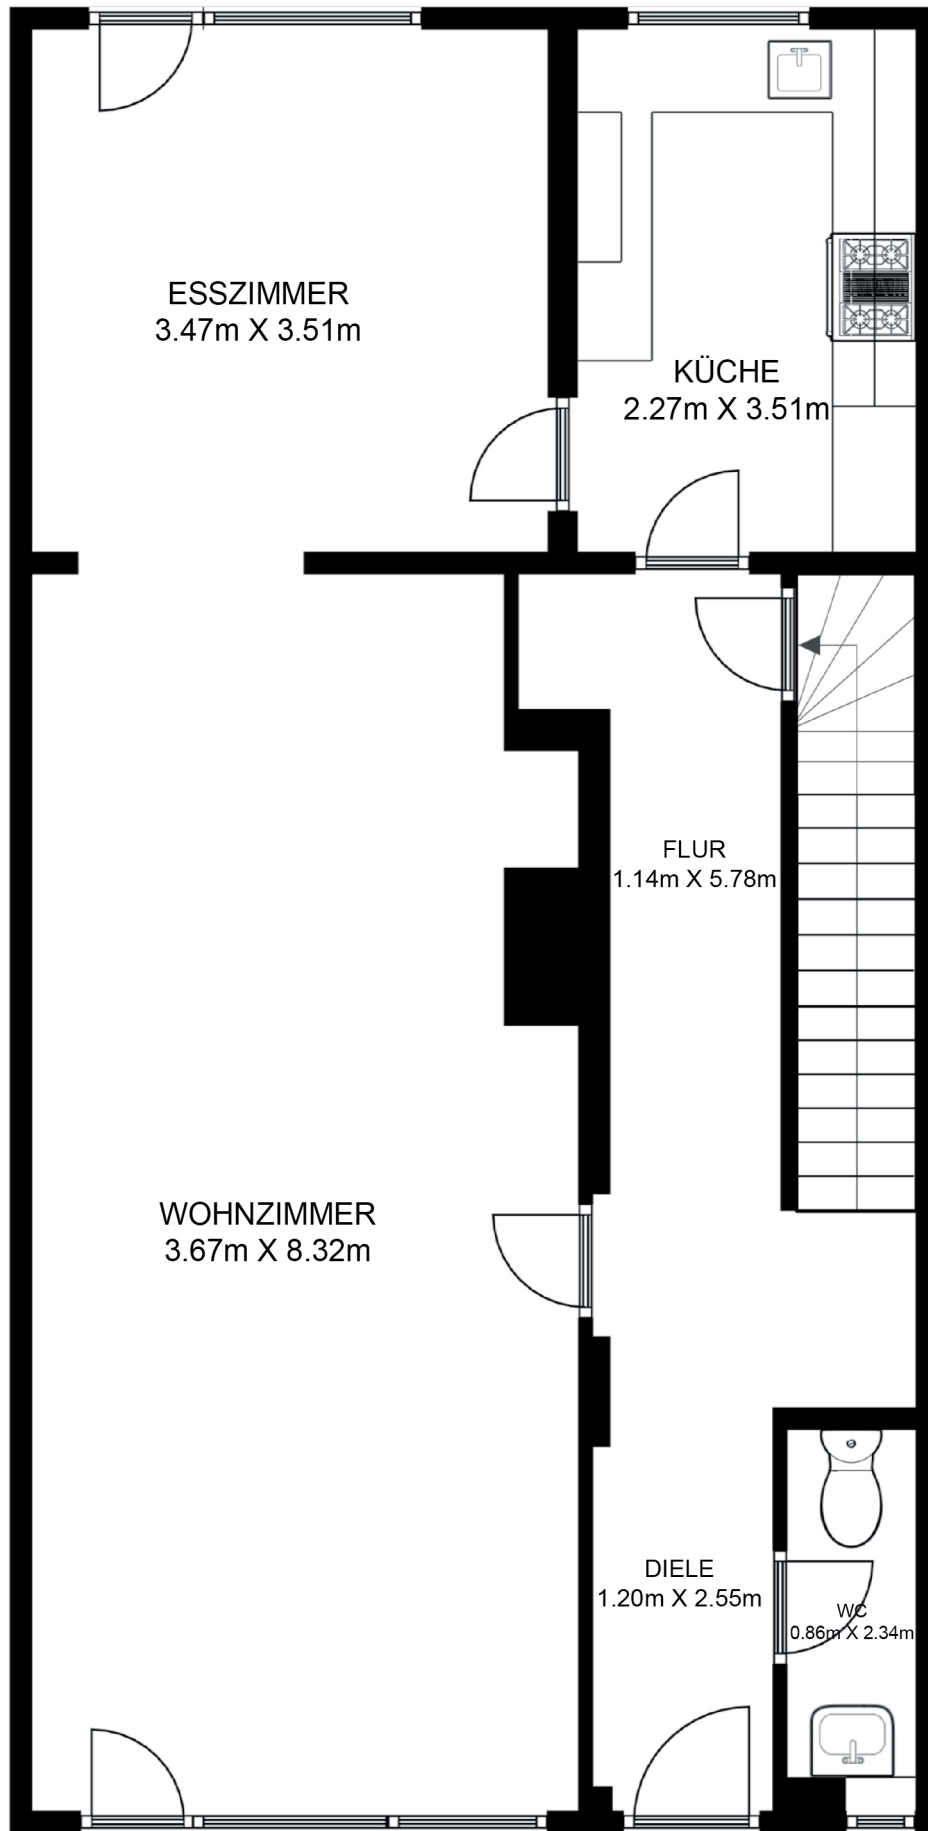 ESSZIMMER
3.47m X 3.51m
KÜCHE
2.27m X 3.51m
FLUR
1.14m X 5.78m
WOHNZIMMER
3.67m X 8.32m
DIELE
1.20m X 2.55m
WC
0.86m X 2.34m